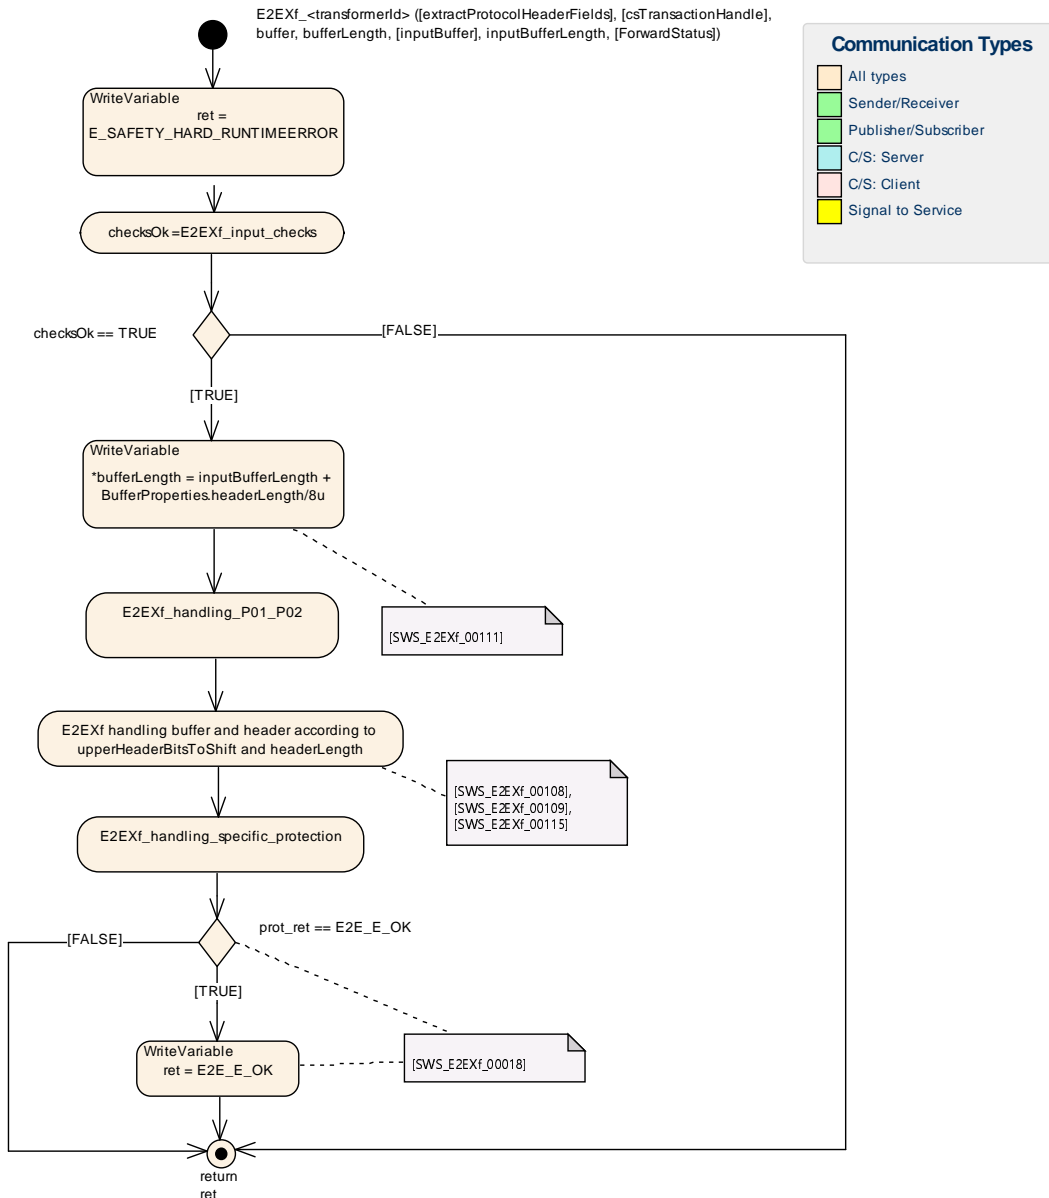 E2EXf_<transformerId> ([extractProtocolHeaderFields], [csTransactionHandle],
buffer, bufferLength, [inputBuffer], inputBufferLength, [ForwardStatus])
Communication Types
All types
Sender/Receiver
Publisher/Subscriber
C/S: Server
C/S: Client
Signal to Service
WriteVariable
ret =
E_SAFETY_HARD_RUNTIMEERROR
checksOk=E2EXf_input_checks
checksOk == TRUE
[FALSE]
[TRUE]
WriteVariable
*bufferLength = inputBufferLength +
BufferProperties.headerLength/8u
E2EXf_handling_P01_P02
[SWS_E2EXf_00111]
E2EXf handling buffer and header according to
upperHeaderBitsToShift and headerLength
[SWS_E2EXf_00108],
[SWS_E2EXf_00109],
[SWS_E2EXf_00115]
E2EXf_handling_specific_protection
prot_ret == E2E_E_OK
[FALSE]
[TRUE]
WriteVariable
ret = E2E_E_OK
[SWS_E2EXf_00018]
return
ret